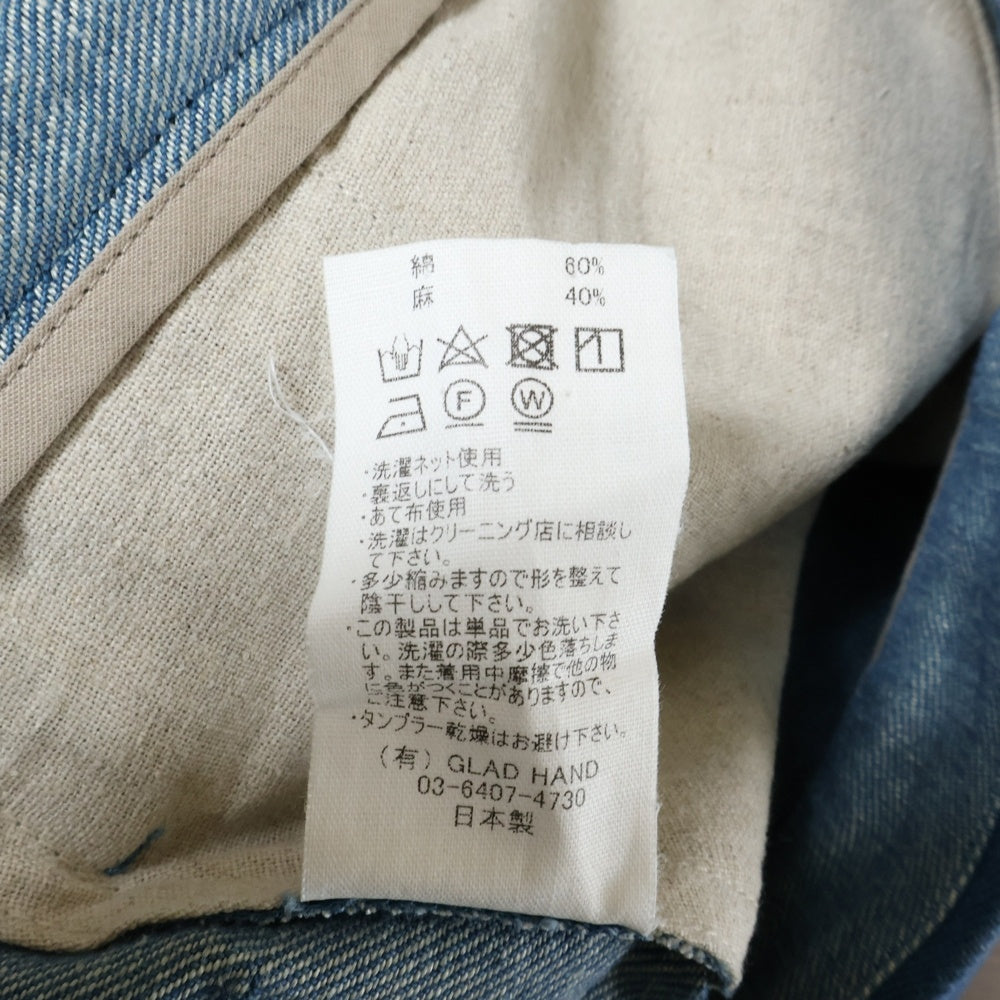 綿 60%
麻 40%
F W
・洗濯ネット使用
・裏返しにして洗う
・あて布使用
・洗濯はクリーニング店に相談し
て下さい。
・多少縮みますので形を整えて
陰干しして下さい。
・この製品は単品でお洗い下さ
い。洗濯の際多少色落ちしま
す。また着用中摩擦で他の物
に色がつくことがありますので、
ご注意下さい。
・タンブラー乾燥はお避け下さい。
(有) GLAD HAND
03-6407-4730
日本製